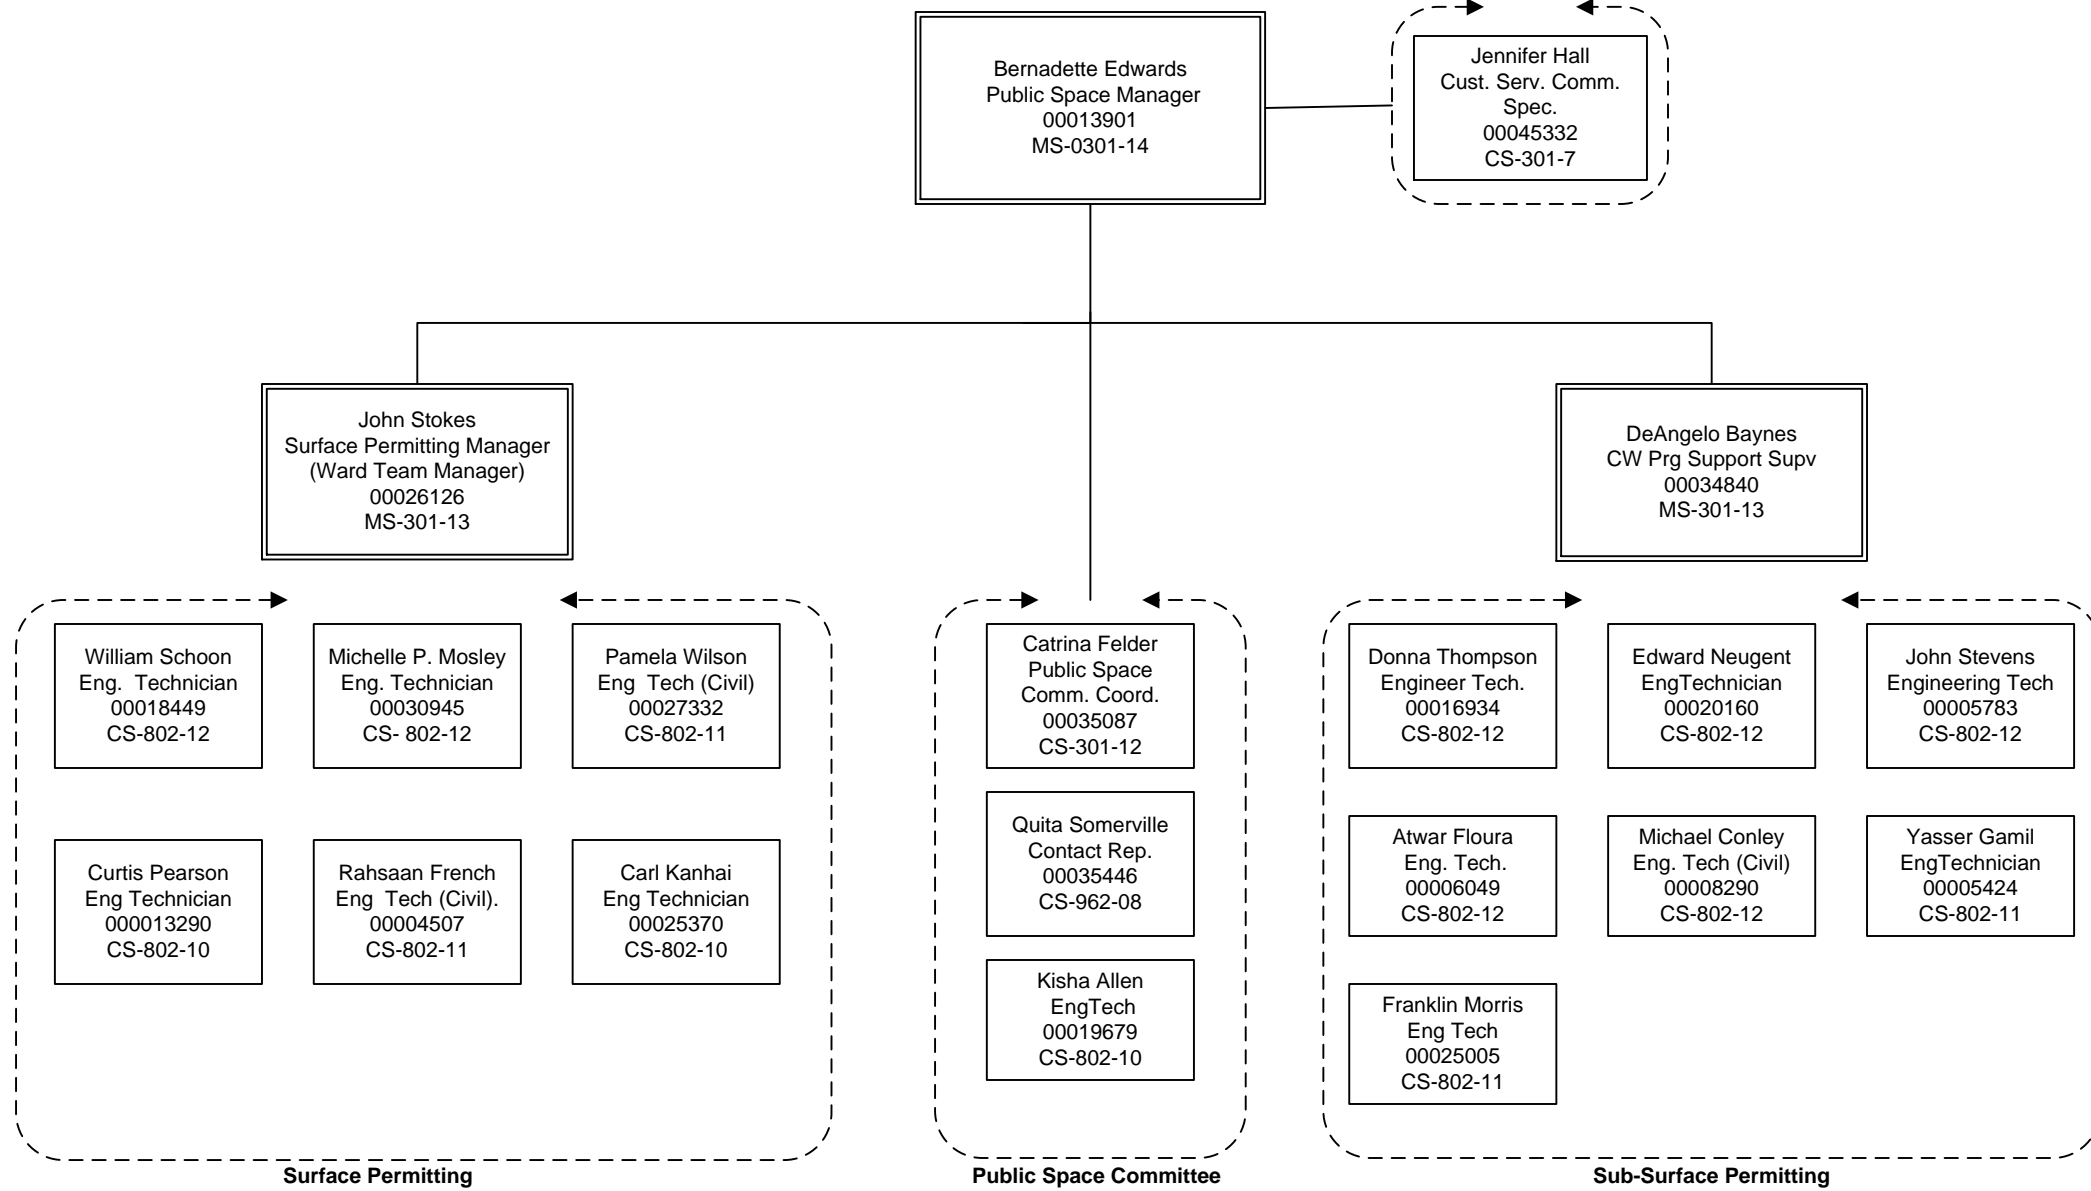 Bernadette Edwards
Public Space Manager
00013901
MS-0301-14
Jennifer Hall
Cust. Serv. Comm.
Spec.
00045332
CS-301-7
John Stokes
Surface Permitting Manager
(Ward Team Manager)
00026126
MS-301-13
DeAngelo Baynes
CW Prg Support Supv
00034840
MS-301-13
William Schoon
Eng.  Technician
00018449
CS-802-12
Michelle P. Mosley
Eng. Technician
00030945
CS- 802-12
Pamela Wilson
Eng  Tech (Civil)
00027332
CS-802-11
Curtis Pearson
Eng Technician
000013290
CS-802-10
Rahsaan French
Eng  Tech (Civil).
00004507
CS-802-11
Carl Kanhai
Eng Technician
00025370
CS-802-10
Surface Permitting
Catrina Felder
Public Space
Comm. Coord.
00035087
CS-301-12
Quita Somerville
Contact Rep.
00035446
CS-962-08
Kisha Allen
EngTech
00019679
CS-802-10
Public Space Committee
Donna Thompson
Engineer Tech.
00016934
CS-802-12
Edward Neugent
EngTechnician
00020160
CS-802-12
John Stevens
Engineering Tech
00005783
CS-802-12
Atwar Floura
Eng. Tech.
00006049
CS-802-12
Michael Conley
Eng. Tech (Civil)
00008290
CS-802-12
Yasser Gamil
EngTechnician
00005424
CS-802-11
Franklin Morris
Eng Tech
00025005
CS-802-11
Sub-Surface Permitting